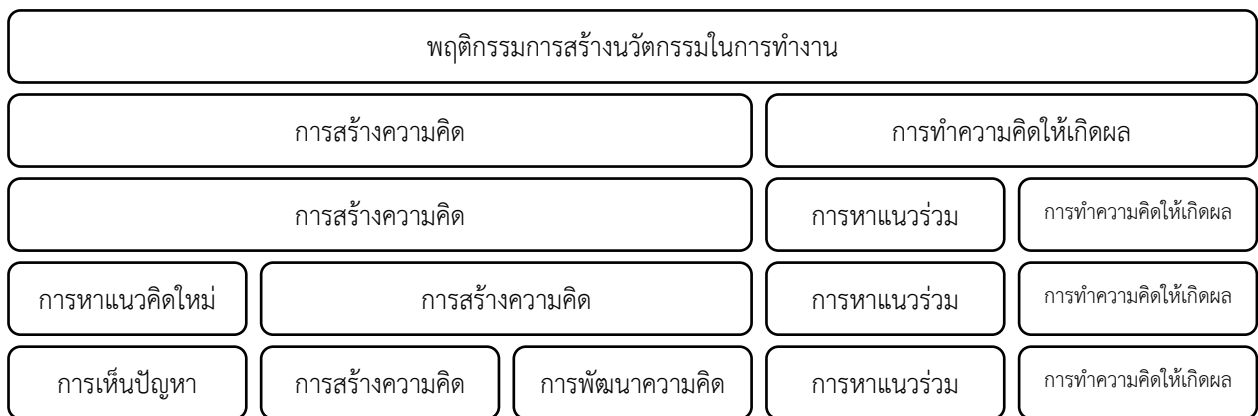 พฤติกรรมการสร้างนวัตกรรมในการทำงาน
การสร้างความคิด
การทำความคิดให้เกิดผล
การสร้างความคิด
การหาแนวร่วม
การทำความคิดให้เกิดผล
การหาแนวคิดใหม่
การสร้างความคิด
การหาแนวร่วม
การทำความคิดให้เกิดผล
การเห็นปัญหา
การสร้างความคิด
การพัฒนาความคิด
การหาแนวร่วม
การทำความคิดให้เกิดผล